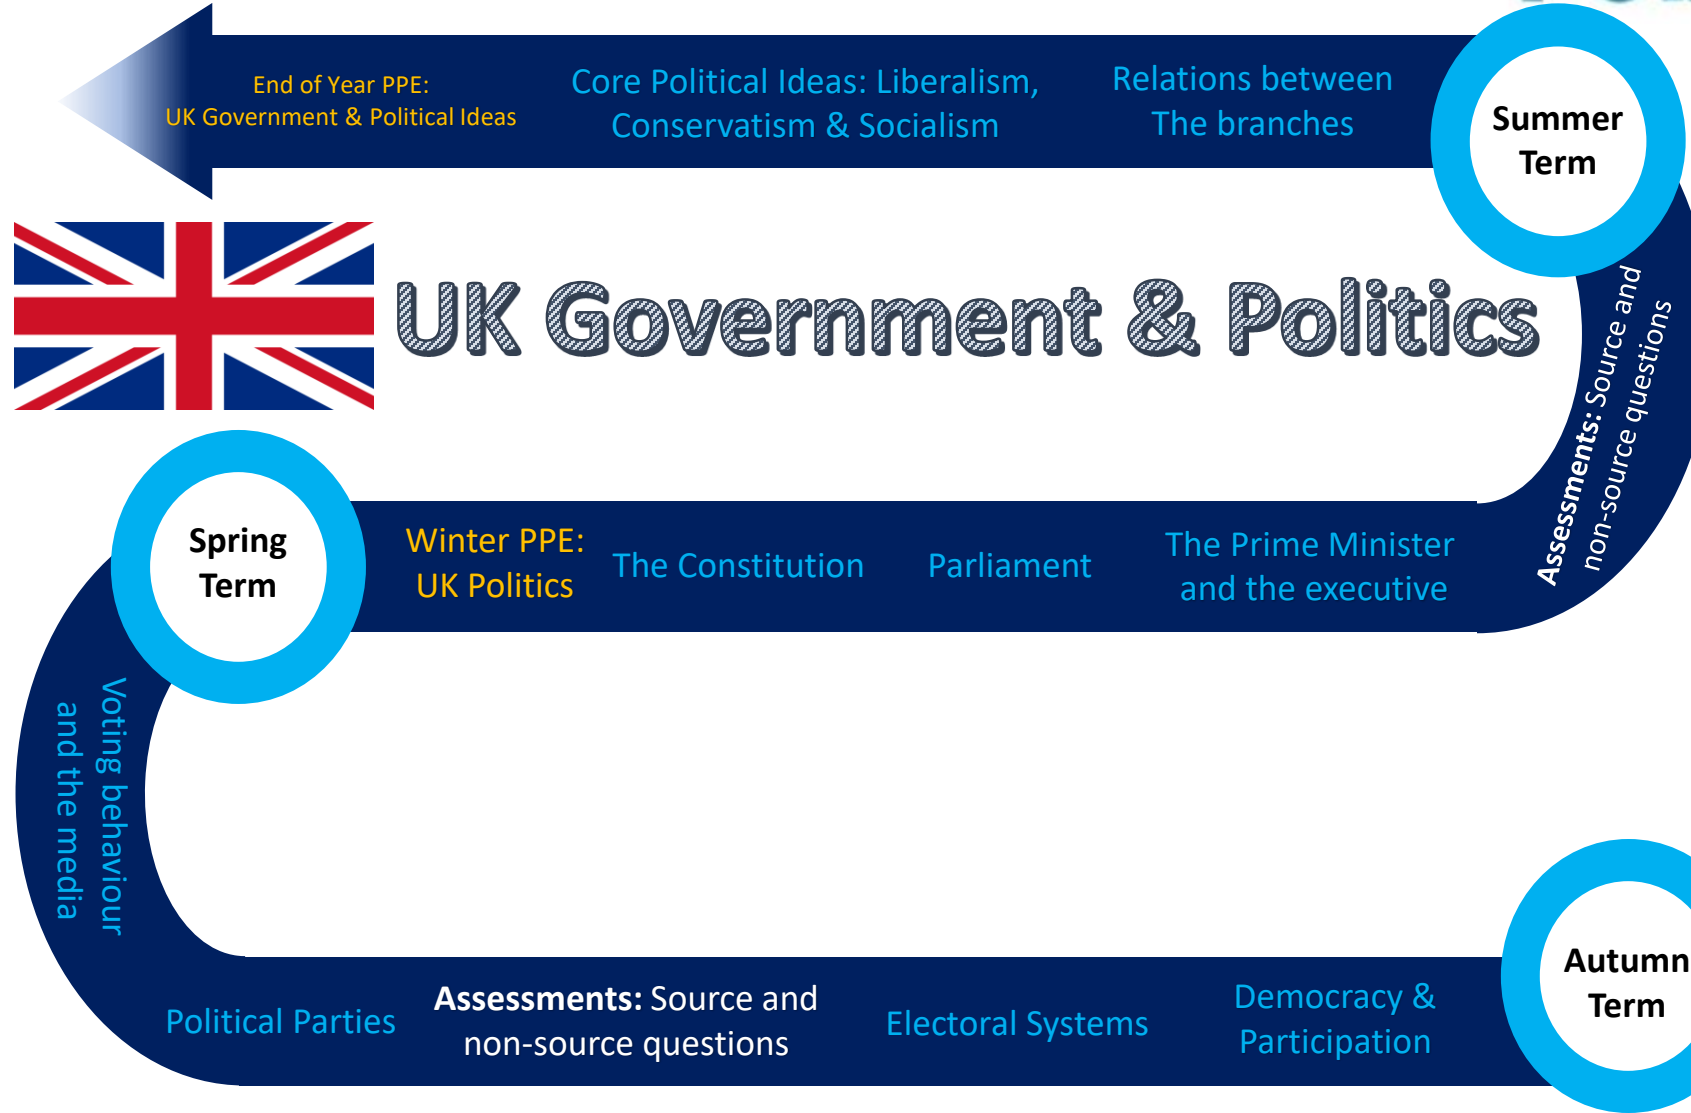 End of Year PPE:
UK Government & Political Ideas
Core Political Ideas: Liberalism,
Conservatism & Socialism
Relations between
The branches
Summer
Term
UK Government & Politics
Assessments: Source and
non-source questions
Spring
Term
Winter PPE:
UK Politics
The Constitution
Parliament
The Prime Minister
and the executive
Voting behaviour
and the media
Political Parties
Assessments: Source and
non-source questions
Electoral Systems
Democracy &
Participation
Autumn
Term